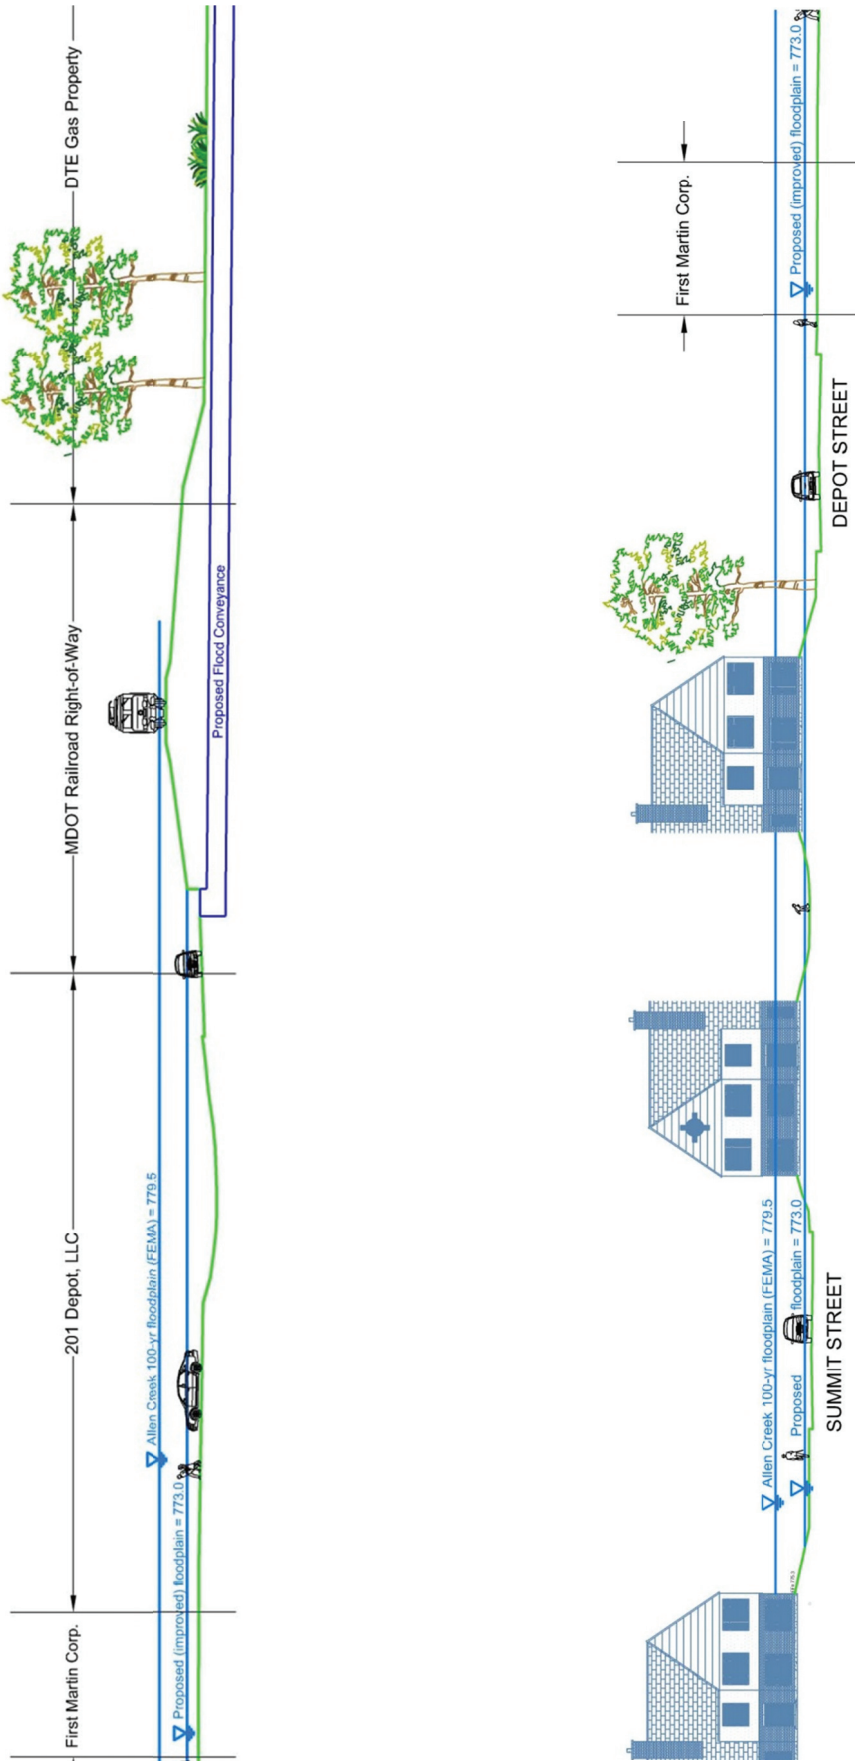 First Martin Corp.
201 Depot, LLC
MDOT Railroad Right-of-Way
DTE Gas Property
Allen Creek 100-yr floodplain (FEMA) = 779.5
Proposed (improved) floodplain = 773.0
Proposed Flood Conveyance
First Martin Corp.
Allen Creek 100-yr floodplain (FEMA) = 779.5
Proposed floodplain = 773.0
Proposed (improved) floodplain = 773.0
SUMMIT STREET
DEPOT STREET